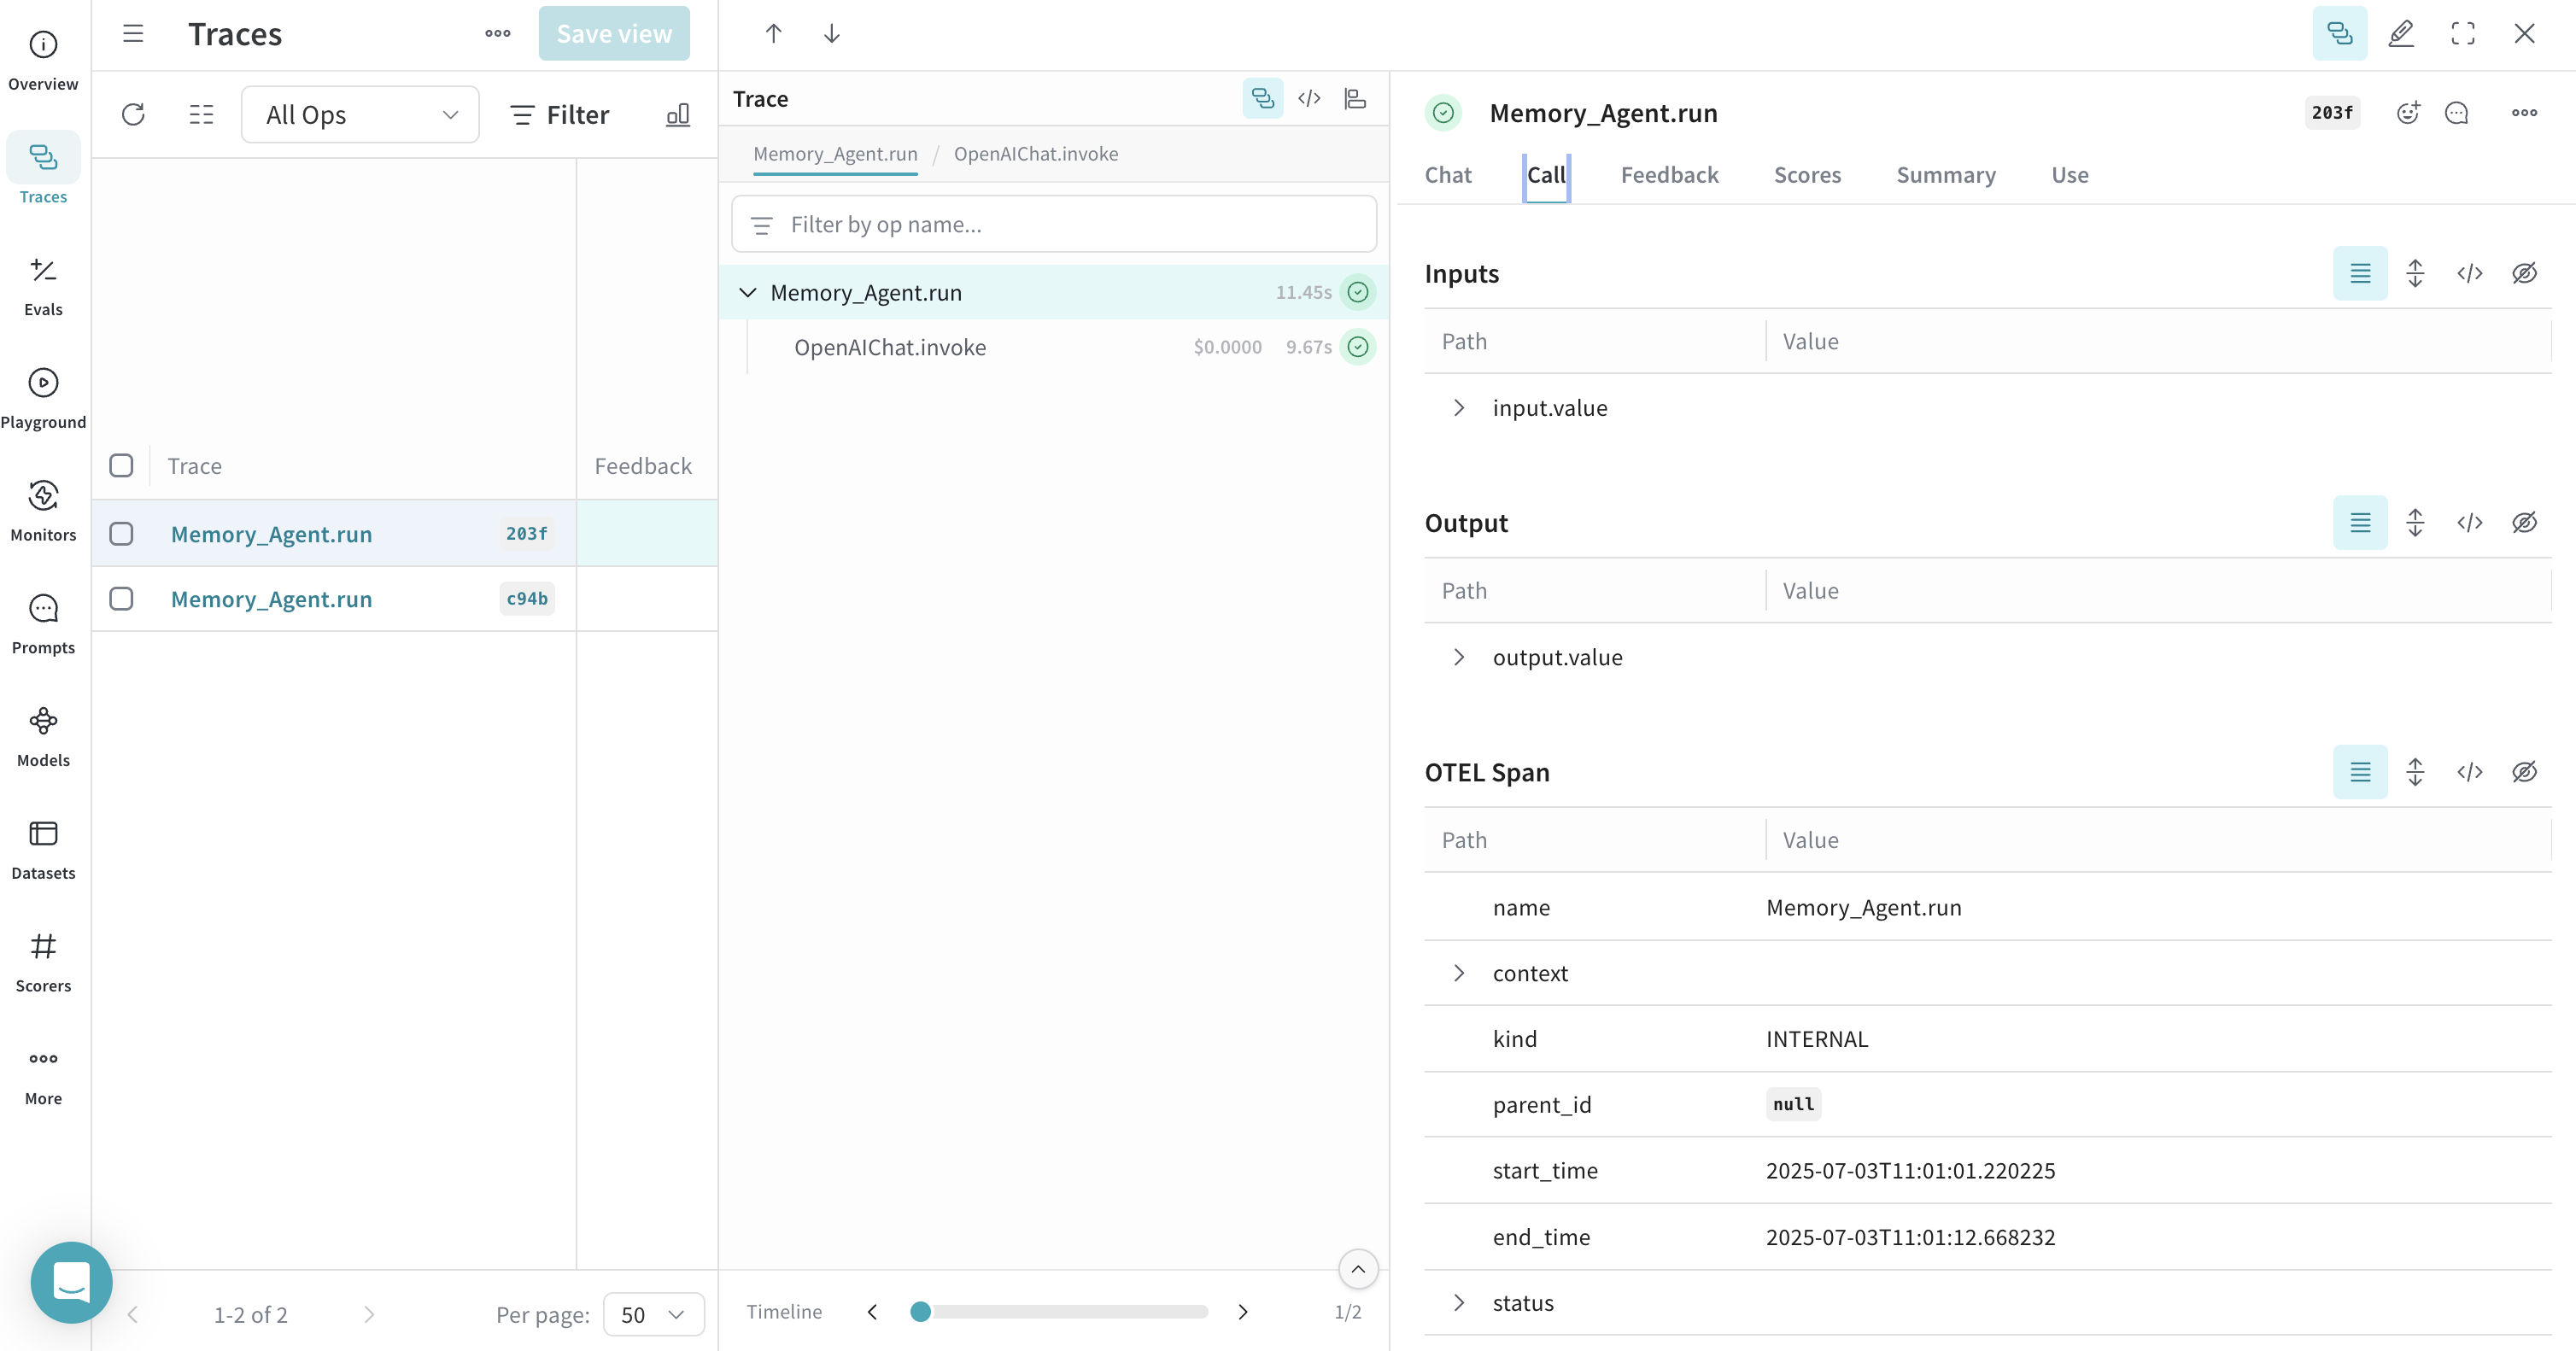 Overview
Traces
Evals
Playground
Monitors
Prompts
Models
Datasets
Scorers
More
Traces
Save view
All Ops
Filter
Trace
Feedback
Memory_Agent.run
203f
Memory_Agent.run
c94b
1-2 of 2
Per page:
50
Trace
Memory_Agent.run / OpenAIChat.invoke
Filter by op name...
Memory_Agent.run
11.45s
OpenAIChat.invoke
$0.0000
9.67s
Timeline
1/2
Memory_Agent.run
203f
Chat
Call
Feedback
Scores
Summary
Use
Inputs
Path
Value
input.value
Output
Path
Value
output.value
OTEL Span
Path
Value
name
Memory_Agent.run
context
kind
INTERNAL
parent_id
null
start_time
2025-07-03T11:01:01.220225
end_time
2025-07-03T11:01:12.668232
status